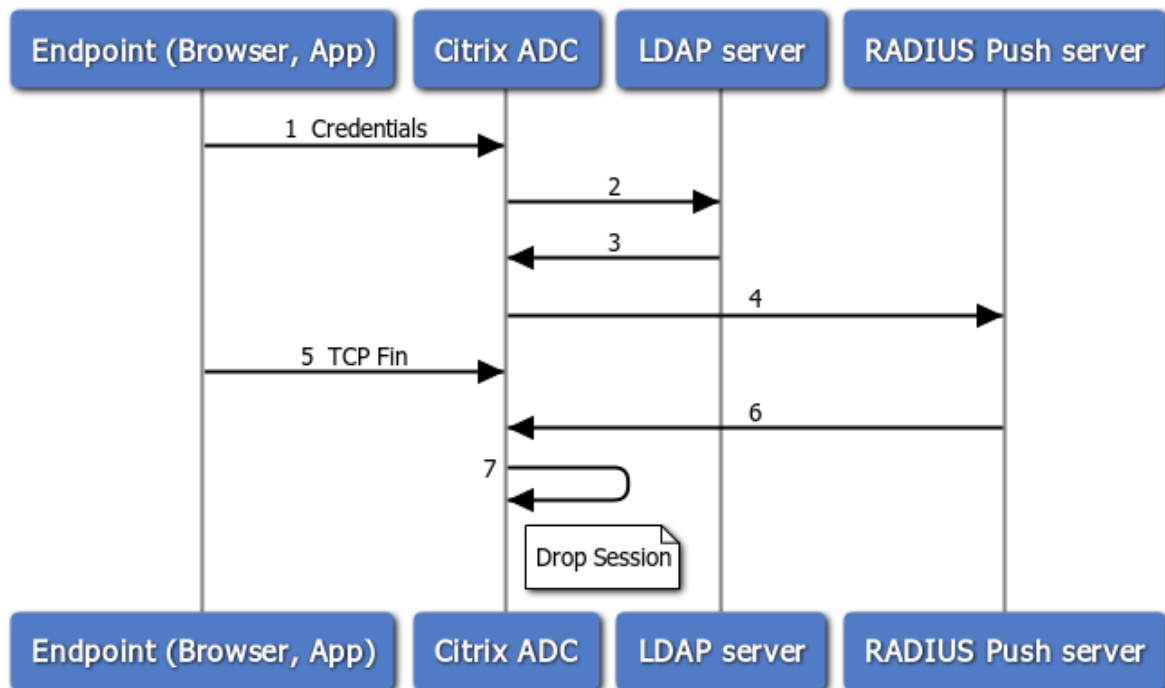 Endpoint (Browser, App) Citrix ADC LDAP server RADIUS Push server
1 Credentials
2
3
4
5 TCP Fin
6
7
Drop Session
Endpoint (Browser, App) Citrix ADC LDAP server RADIUS Push server